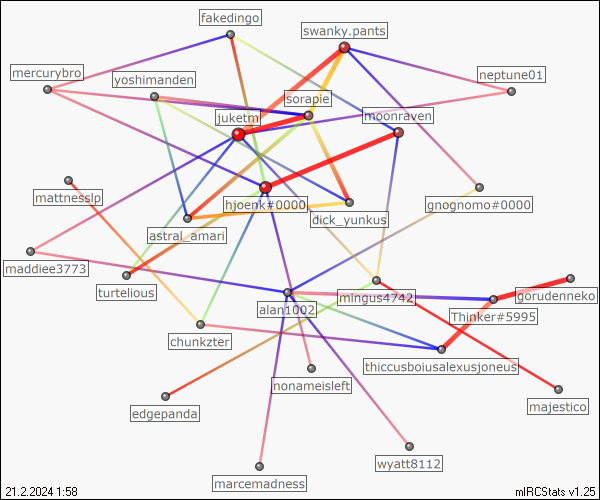 fakedingo
swanky.pants
mercurybro
yoshimanden
neptune01
sorapie
juketm
moonraven
mattnesslp
hjoenk#0000
gnognomo#0000
dick_yunkus
astral_amari
maddiee3773
turtelious
alan1002
mingus4742
gorudenneko
Thinker#5995
chunkzter
thiccusboiusalexusjoneus
nonameisleft
edgepanda
majestico
wyatt8112
marcemadness
21.2.2024 1:58
mIRCStats v1.25